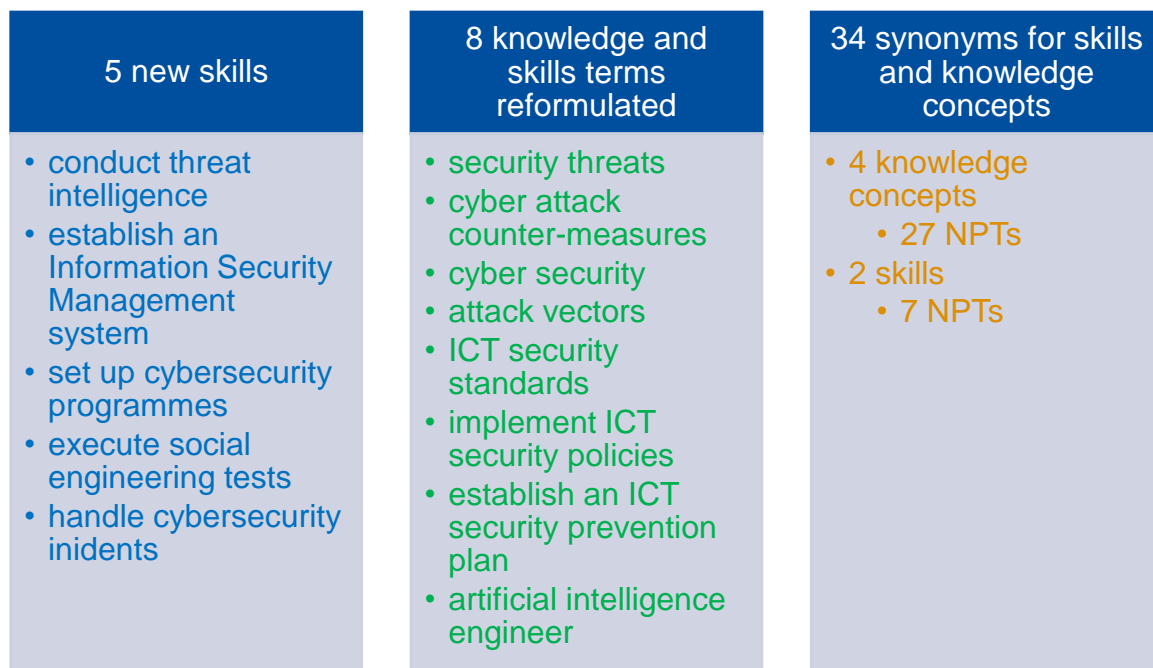 5 new skills
• conduct threat
intelligence
• establish an
Information Security
Management
system
• set up cybersecurity
programmes
• execute social
engineering tests
• handle cybersecurity
inidents
8 knowledge and
skills terms
reformulated
• security threats
• cyber attack
counter-measures
• cyber security
• attack vectors
• ICT security
standards
• implement ICT
security policies
• establish an ICT
security prevention
plan
• artificial intelligence
engineer
34 synonyms for skills
and knowledge
concepts
• 4 knowledge
concepts
• 27 NPTs
• 2 skills
• 7 NPTs